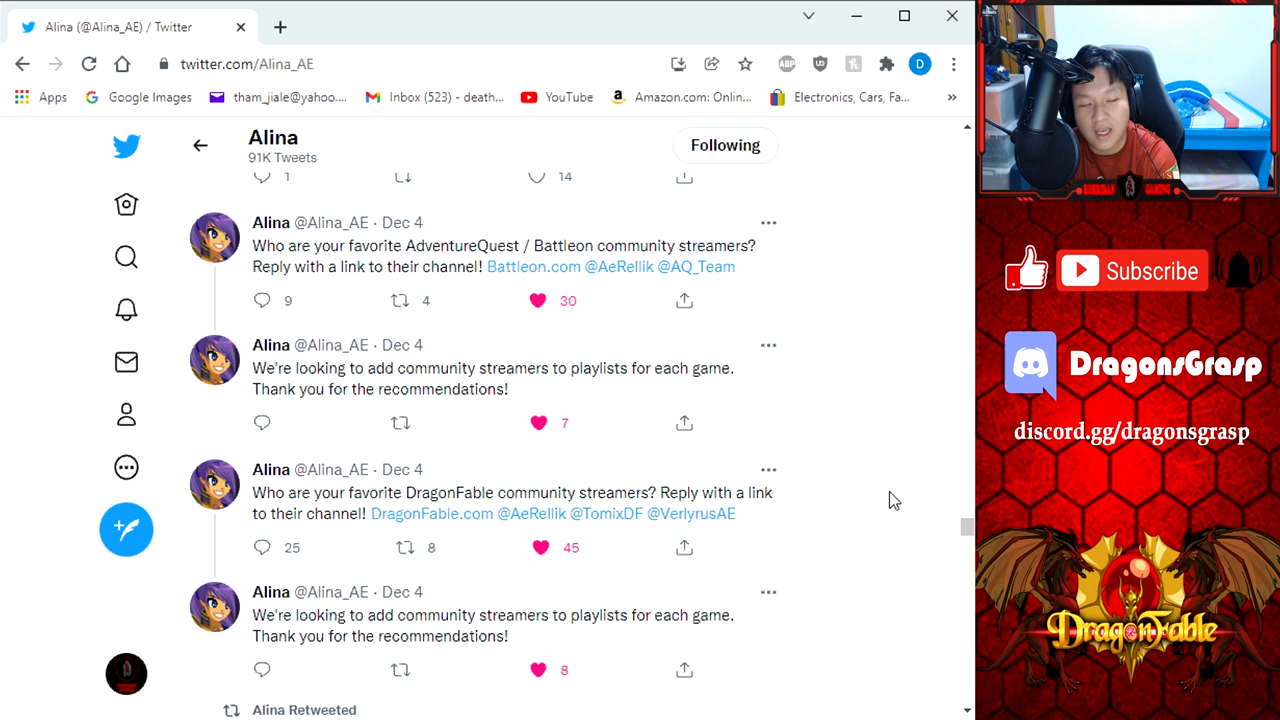 Alina (@Alina_AE) / Twitter
twitter.com/Alina_AE
ABP
D
Apps
Google Images
tham_jiale@yahoo....
Inbox (523) - death...
YouTube
Amazon.com: Onlin...
Electronics, Cars, Fa...
»
Alina
91K Tweets
Following
1
14
Alina @Alina_AE · Dec 4
Who are your favorite AdventureQuest / Battleon community streamers?
Reply with a link to their channel! Battleon.com @AeRellik @AQ_Team
9
4
30
Alina @Alina_AE · Dec 4
We're looking to add community streamers to playlists for each game.
Thank you for the recommendations!
7
Alina @Alina_AE · Dec 4
Who are your favorite DragonFable community streamers? Reply with a link
to their channel! DragonFable.com @AeRellik @TomixDF @VerlyrusAE
25
8
45
Alina @Alina_AE · Dec 4
We're looking to add community streamers to playlists for each game.
Thank you for the recommendations!
8
Alina Retweeted
Subscribe
DragonsGrasp
discord.gg/dragonsgrasp
DragonFable